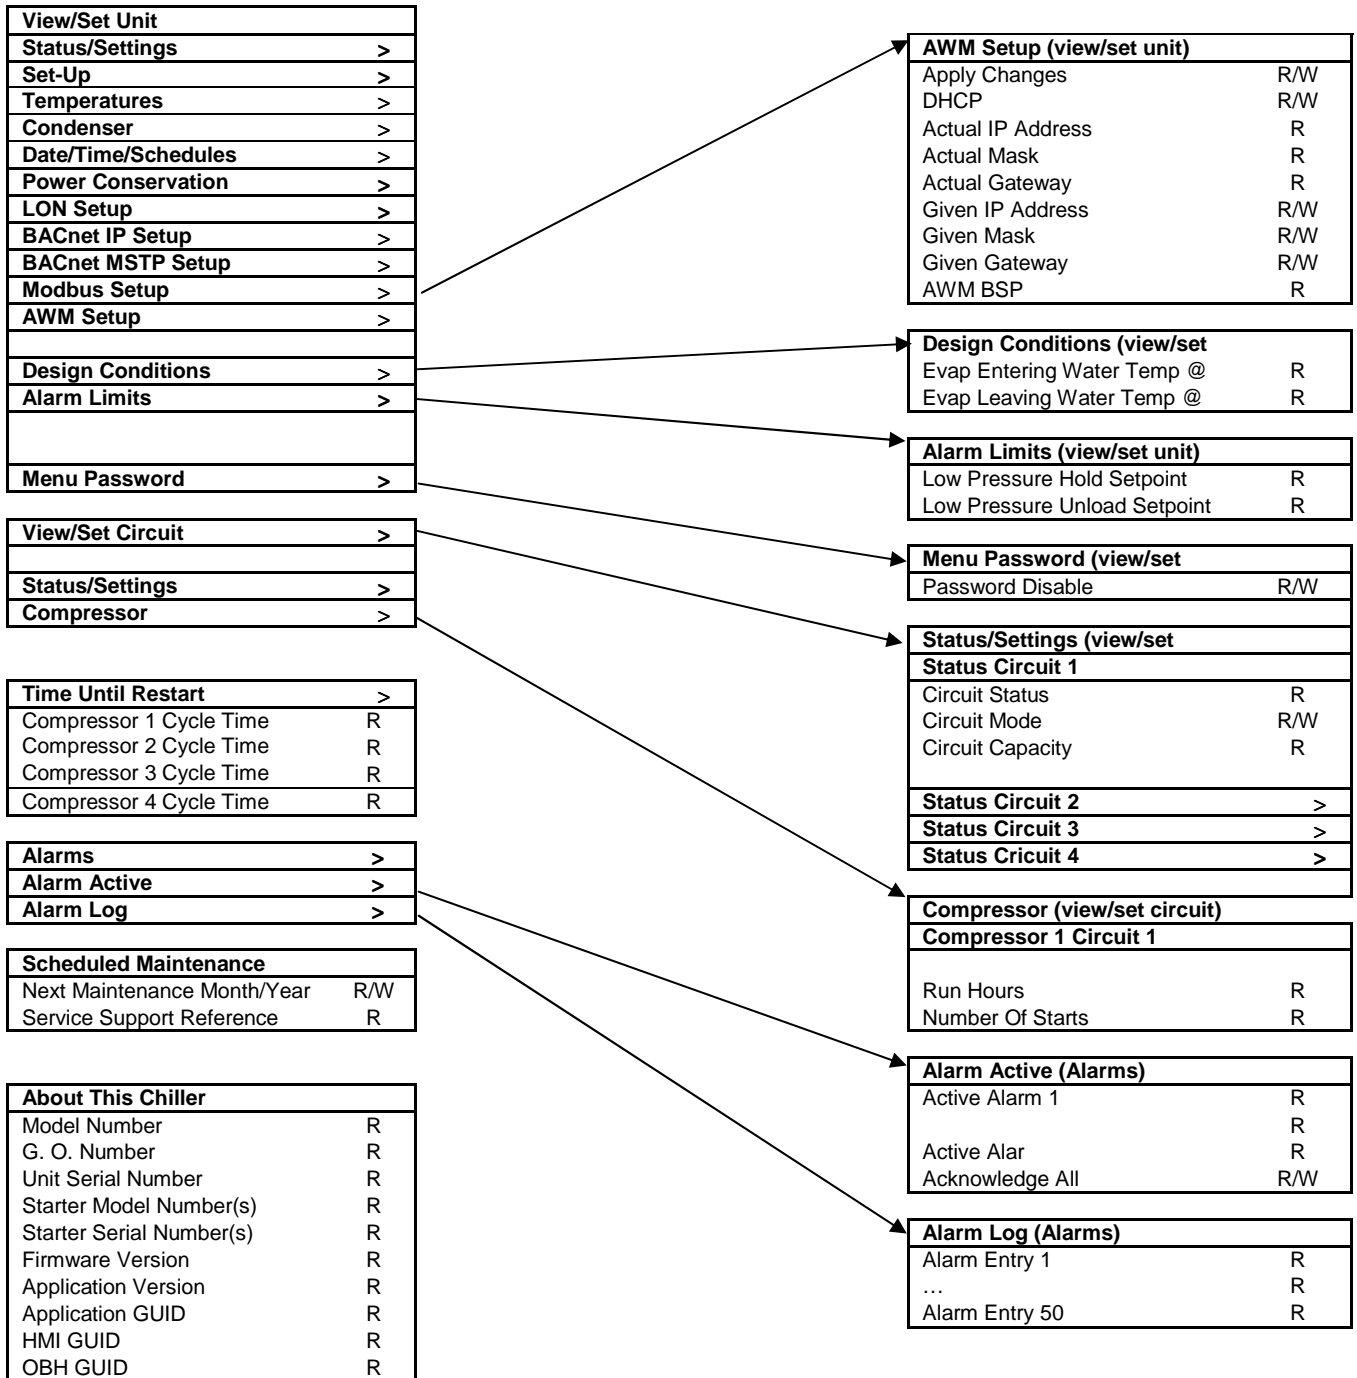 View/Set Unit
Status/Settings >
Set-Up >
Temperatures >
Condenser >
Date/Time/Schedules >
Power Conservation >
LON Setup >
BACnet IP Setup >
BACnet MSTP Setup >
Modbus Setup >
AWM Setup >
Design Conditions >
Alarm Limits >
Menu Password >
View/Set Circuit >
Status/Settings >
Compressor >
Time Until Restart >
Compressor 1 Cycle Time R
Compressor 2 Cycle Time R
Compressor 3 Cycle Time R
Compressor 4 Cycle Time R
Alarms >
Alarm Active >
Alarm Log >
Scheduled Maintenance
Next Maintenance Month/Year R/W
Service Support Reference R
About This Chiller
Model Number R
G. O. Number R
Unit Serial Number R
Starter Model Number(s) R
Starter Serial Number(s) R
Firmware Version R
Application Version R
Application GUID R
HMI GUID R
OBH GUID R
AWM Setup (view/set unit)
Apply Changes R/W
DHCP R/W
Actual IP Address R
Actual Mask R
Actual Gateway R
Given IP Address R/W
Given Mask R/W
Given Gateway R/W
AWM BSP R
Design Conditions (view/set
Evap Entering Water Temp @ R
Evap Leaving Water Temp @ R
Alarm Limits (view/set unit)
Low Pressure Hold Setpoint R
Low Pressure Unload Setpoint R
Menu Password (view/set
Password Disable R/W
Status/Settings (view/set
Status Circuit 1
Circuit Status R
Circuit Mode R/W
Circuit Capacity R
Status Circuit 2 >
Status Circuit 3 >
Status Cricuit 4 >
Compressor (view/set circuit)
Compressor 1 Circuit 1
Run Hours R
Number Of Starts R
Alarm Active (Alarms)
Active Alarm 1 R
R
Active Alar R
Acknowledge All R/W
Alarm Log (Alarms)
Alarm Entry 1 R
… R
Alarm Entry 50 R